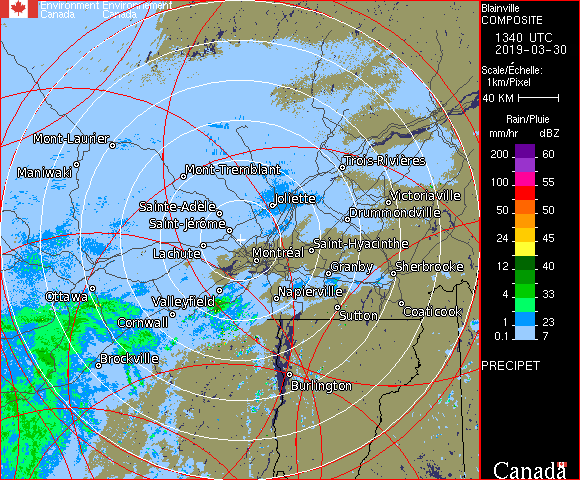 Environment Environnement
Canada Canada
Blainville
COMPOSITE
1340 UTC
2019-03-30
Scale/Échelle:
1km/Pixel
40 KM
Rain/Pluie
mm/hr dBZ
200 60
100 55
50 50
24 45
12 40
4 33
1 23
0.1 7
PRECIPET
Canada
Mont-Laurier
Maniwaki
Mont-Tremblant
Trois-Rivières
Sainte-Adèle
Joliette
Victoriaville
Saint-Jérôme
Drummondville
Lachute
Montréal
Saint-Hyacinthe
Granby
Sherbrooke
Ottawa
Valleyfield
Napierville
Cornwall
Sutton
Coaticook
Brockville
Burlington